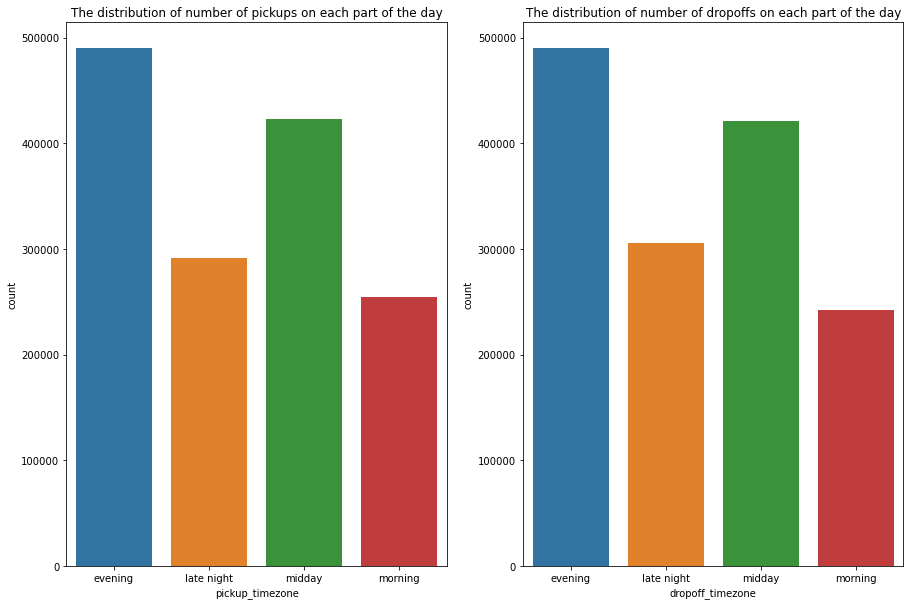 The distribution of number of pickups on each part of the day
500000
400000
300000
200000
100000
0
count
evening
late night
midday
morning
pickup_timezone
The distribution of number of dropoffs on each part of the day
500000
400000
300000
200000
100000
0
count
evening
late night
midday
morning
dropoff_timezone